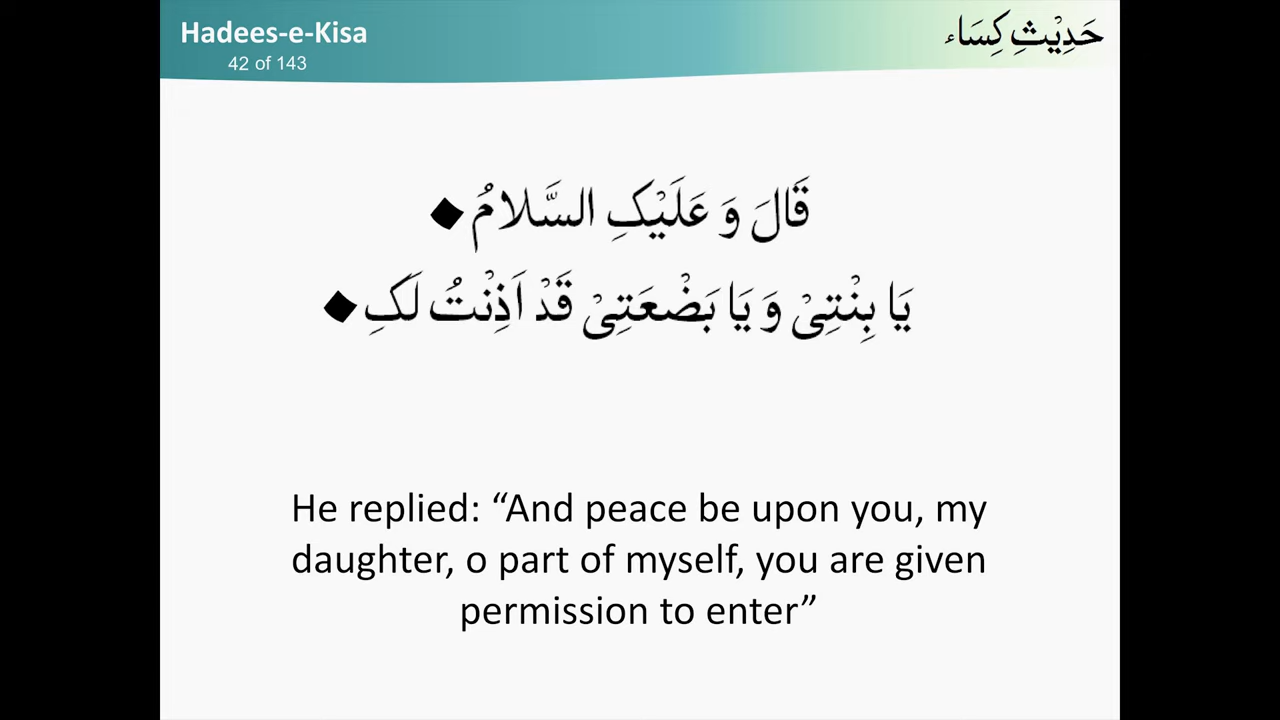 Hadees-e-Kisa
42 of 143
حَدِيْثِ كِسَاء
قَالَ وَ عَلَيْکِ السَّلَامُ ◆
يَا بِنْتِىْ وَ يَا بَضْعَتِىْ قَدْ اَذِنْتُ لَکِ ◆
He replied: “And peace be upon you, my
daughter, o part of myself, you are given
permission to enter”